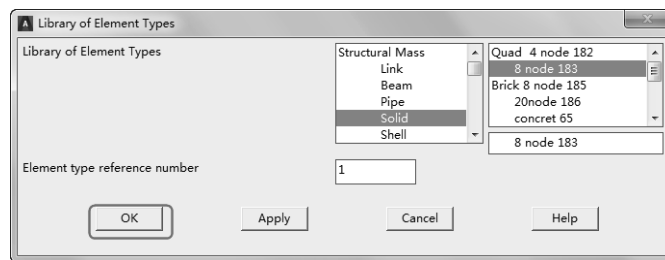 Library of Element Types
Library of Element Types
Structural Mass
Link
Beam
Pipe
Solid
Shell
Quad 4 node 182
8 node 183
Brick 8 node 185
20node 186
concret 65
8 node 183
Element type reference number
1
OK
Apply
Cancel
Help